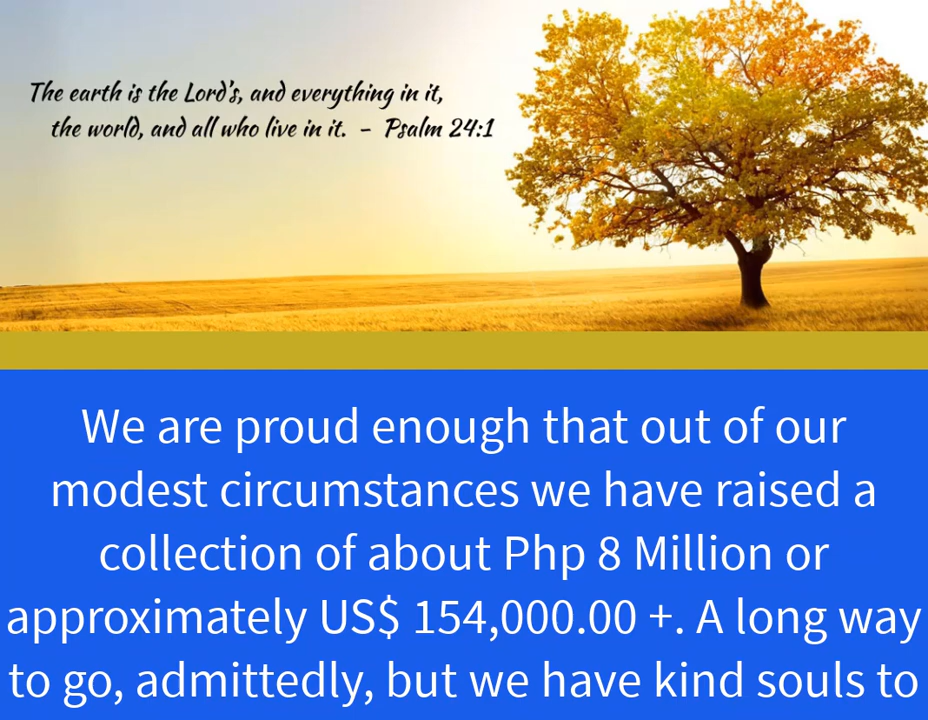 The earth is the Lord's, and everything in it,
the world, and all who live in it. - Psalm 24:1
We are proud enough that out of our
modest circumstances we have raised a
collection of about Php 8 Million or
approximately US$ 154,000.00 +. A long way
to go, admittedly, but we have kind souls to